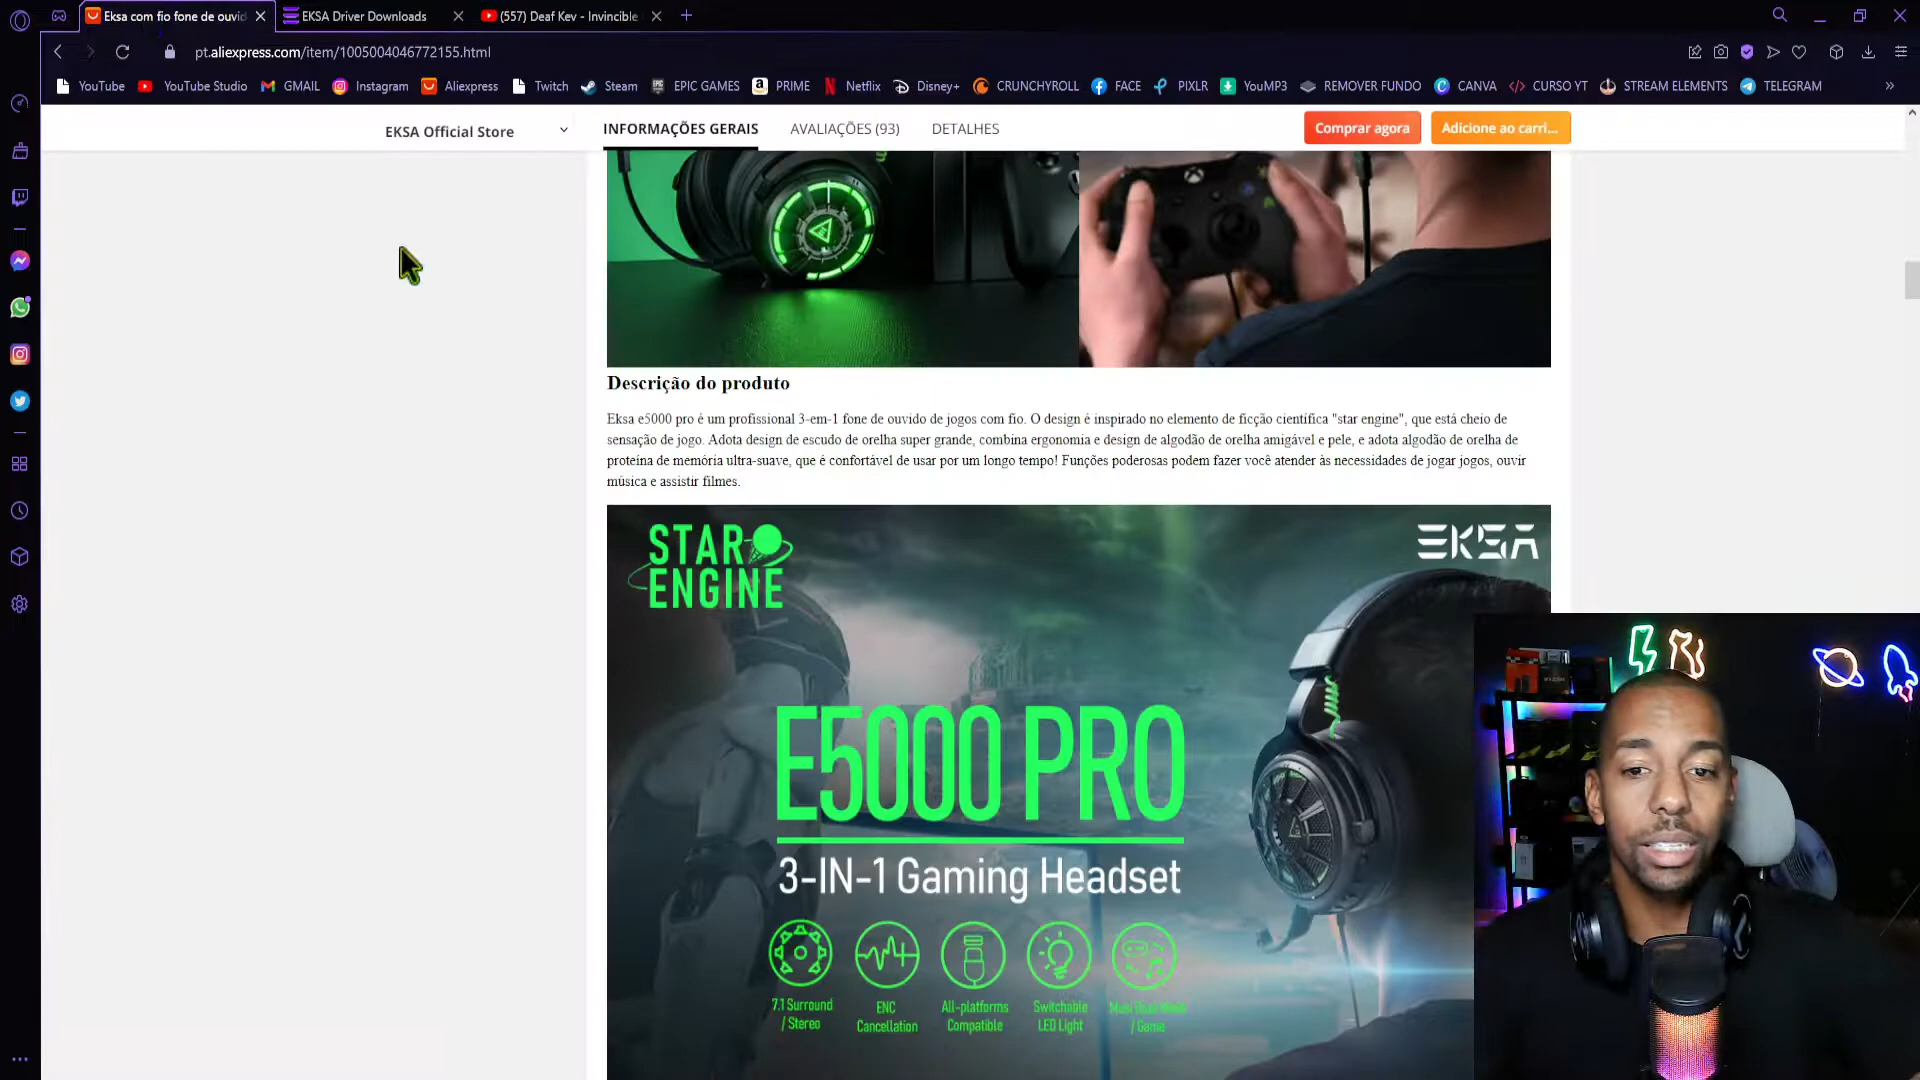 Eksa com fio fone de ouvid
EKSA Driver Downloads
(557) Deaf Kev - Invincible
pt.aliexpress.com/item/1005004046772155.html
YouTube
YouTube Studio
GMAIL
Instagram
Aliexpress
Twitch
Steam
EPIC GAMES
PRIME
Netflix
Disney+
CRUNCHYROLL
FACE
PIXLR
YouMP3
REMOVER FUNDO
CANVA
CURSO YT
STREAM ELEMENTS
TELEGRAM
EKSA Official Store
INFORMAÇÕES GERAIS
AVALIAÇÕES (93)
DETALHES
Comprar agora
Adicione ao carri...
Descrição do produto
Eksa e5000 pro é um profissional 3-em-1 fone de ouvido de jogos com fio. O design é inspirado no elemento de ficção científica "star engine", que está cheio de
sensação de jogo. Adota design de escudo de orelha super grande, combina ergonomia e design de algodão de orelha amigável e pele, e adota algodão de orelha de
proteína de memória ultra-suave, que é confortável de usar por um longo tempo! Funções poderosas podem fazer você atender às necessidades de jogar jogos, ouvir
música e assistir filmes.
STAR
ENGINE
EKSA
E5000 PRO
3-IN-1 Gaming Headset
7.1 Surround
/ Stereo
ENC
Cancellation
All-platforms
Compatible
Switchable
LED Light
/ Game